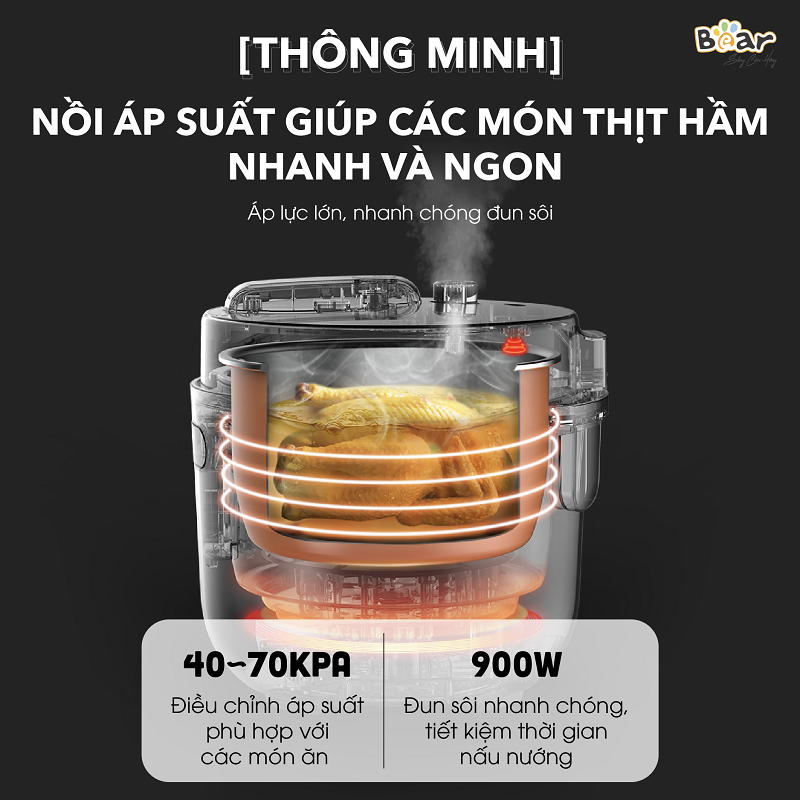 Bear
[THÔNG MINH]
NỒI ÁP SUẤT GIÚP CÁC MÓN THỊT HẦM
NHANH VÀ NGON
Áp lực lớn, nhanh chóng đun sôi
40~70KPA
Điều chỉnh áp suất
phù hợp với
các món ăn
900W
Đun sôi nhanh chóng,
tiết kiệm thời gian
nấu nướng